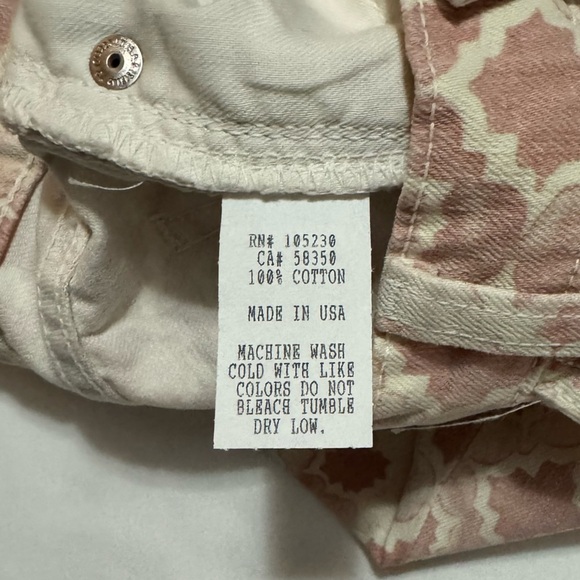 RN# 105230
CA# 58350
100% COTTON
MADE IN USA
MACHINE WASH
COLD WITH LIKE
COLORS DO NOT
BLEACH TUMBLE
DRY LOW.